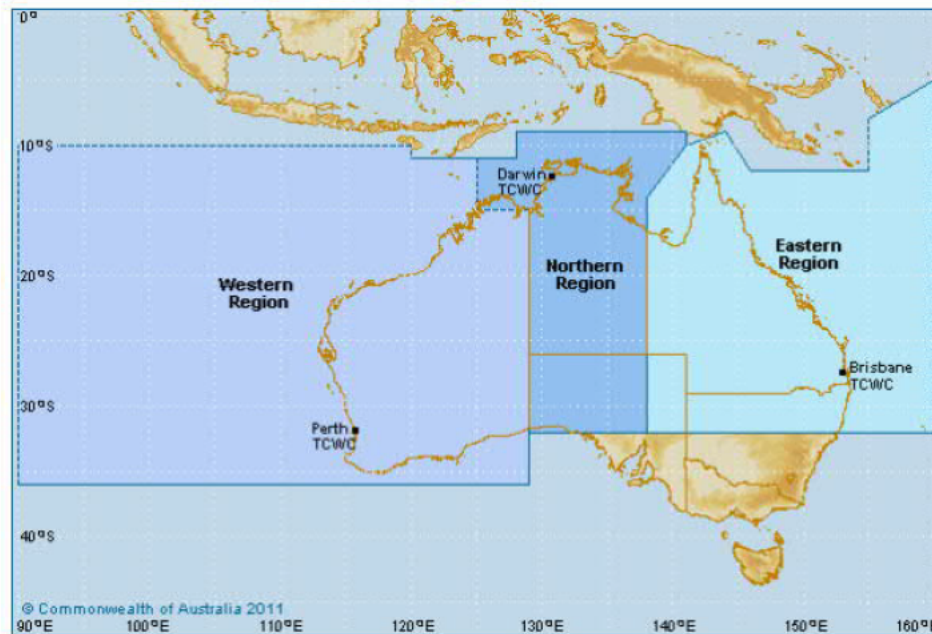 0°
10°S
Darwin
TCWC
Eastern
Region
Northern
Region
Western
Region
20°S
Brisbane
TCWC
30°S
Perth
TCWC
40°S
© Commonwealth of Australia 2011
90°E 100°E 110°E 120°E 130°E 140°E 150°E 160°E